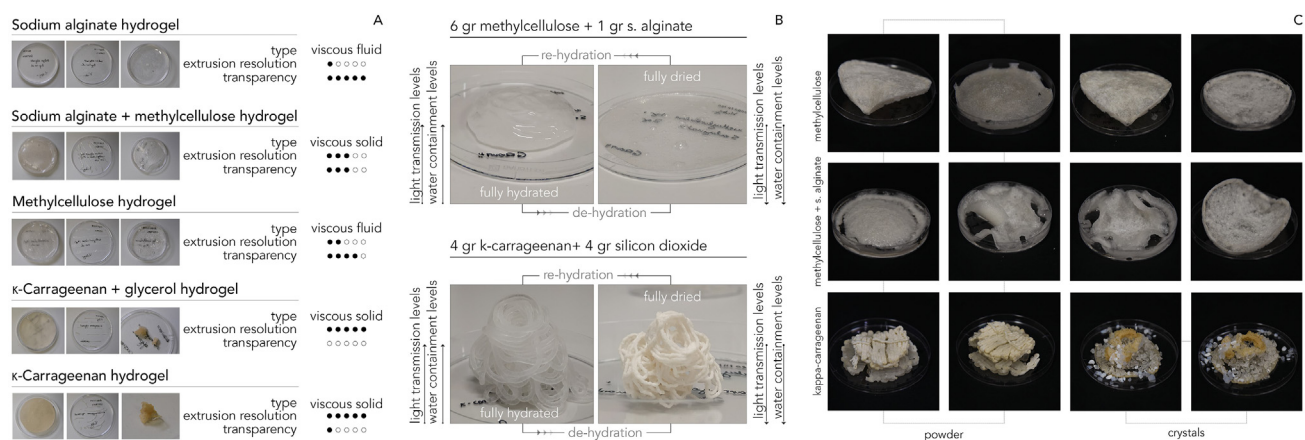 A
Sodium alginate hydrogel
type viscous fluid
extrusion resolution
transparency
Sodium alginate + methylcellulose hydrogel
type viscous solid
extrusion resolution
transparency
Methylcellulose hydrogel
type viscous fluid
extrusion resolution
transparency
κ-Carrageenan + glycerol hydrogel
type viscous solid
extrusion resolution
transparency
κ-Carrageenan hydrogel
type viscous solid
extrusion resolution
transparency
B
6 gr methylcellulose + 1 gr s. alginate
re-hydration
light transmission levels
water containment levels
fully dried
fully hydrated
light transmission levels
water containment levels
de-hydration
4 gr k-carrageenan+ 4 gr silicon dioxide
re-hydration
light transmission levels
water containment levels
fully dried
fully hydrated
light transmission levels
water containment levels
de-hydration
C
methylcellulose
methylcellulose + s. alginate
kappa-carrageenan
powder
crystals